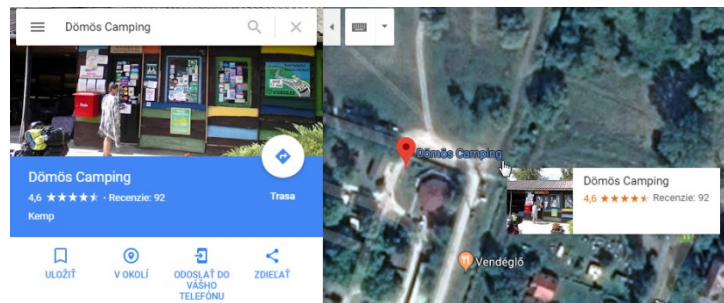 Dömös Camping
Dömös Camping
4,6 · Recenzie: 92
Trasa
Kemp
ULOŽIŤ
V OKOLÍ
ODOSLAŤ DO
VÁŠHO
TELEFÓNU
ZDIEĽAŤ
Dömös Camping
Dömös Camping
4,6 Recenzie: 92
Vendéglő